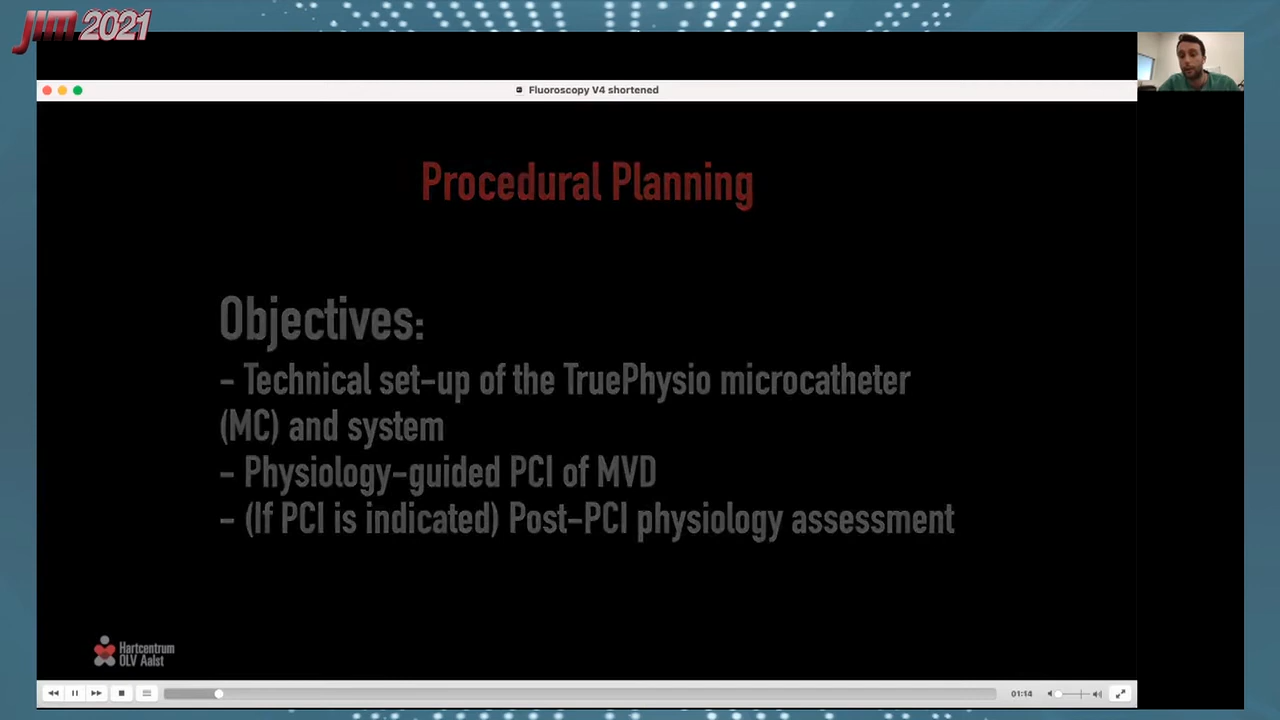 JIM 2021
Fluoroscopy V4 shortened
Procedural Planning
Objectives:
- Technical set-up of the TruePhysio microcatheter
(MC) and system
- Physiology-guided PCI of MVD
- (If PCI is indicated) Post-PCI physiology assessment
Hartcentrum
OLV Aalst
01:14